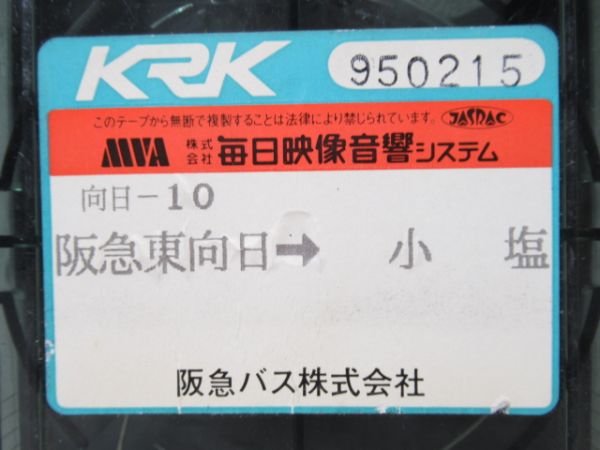 KRK 950215
このテープから無断で複製することは法律により禁じられています。 JASRAC
MVA 株式会社 毎日映像音響システム
向日-10
阪急東向日➡ 小 塩
阪急バス株式会社